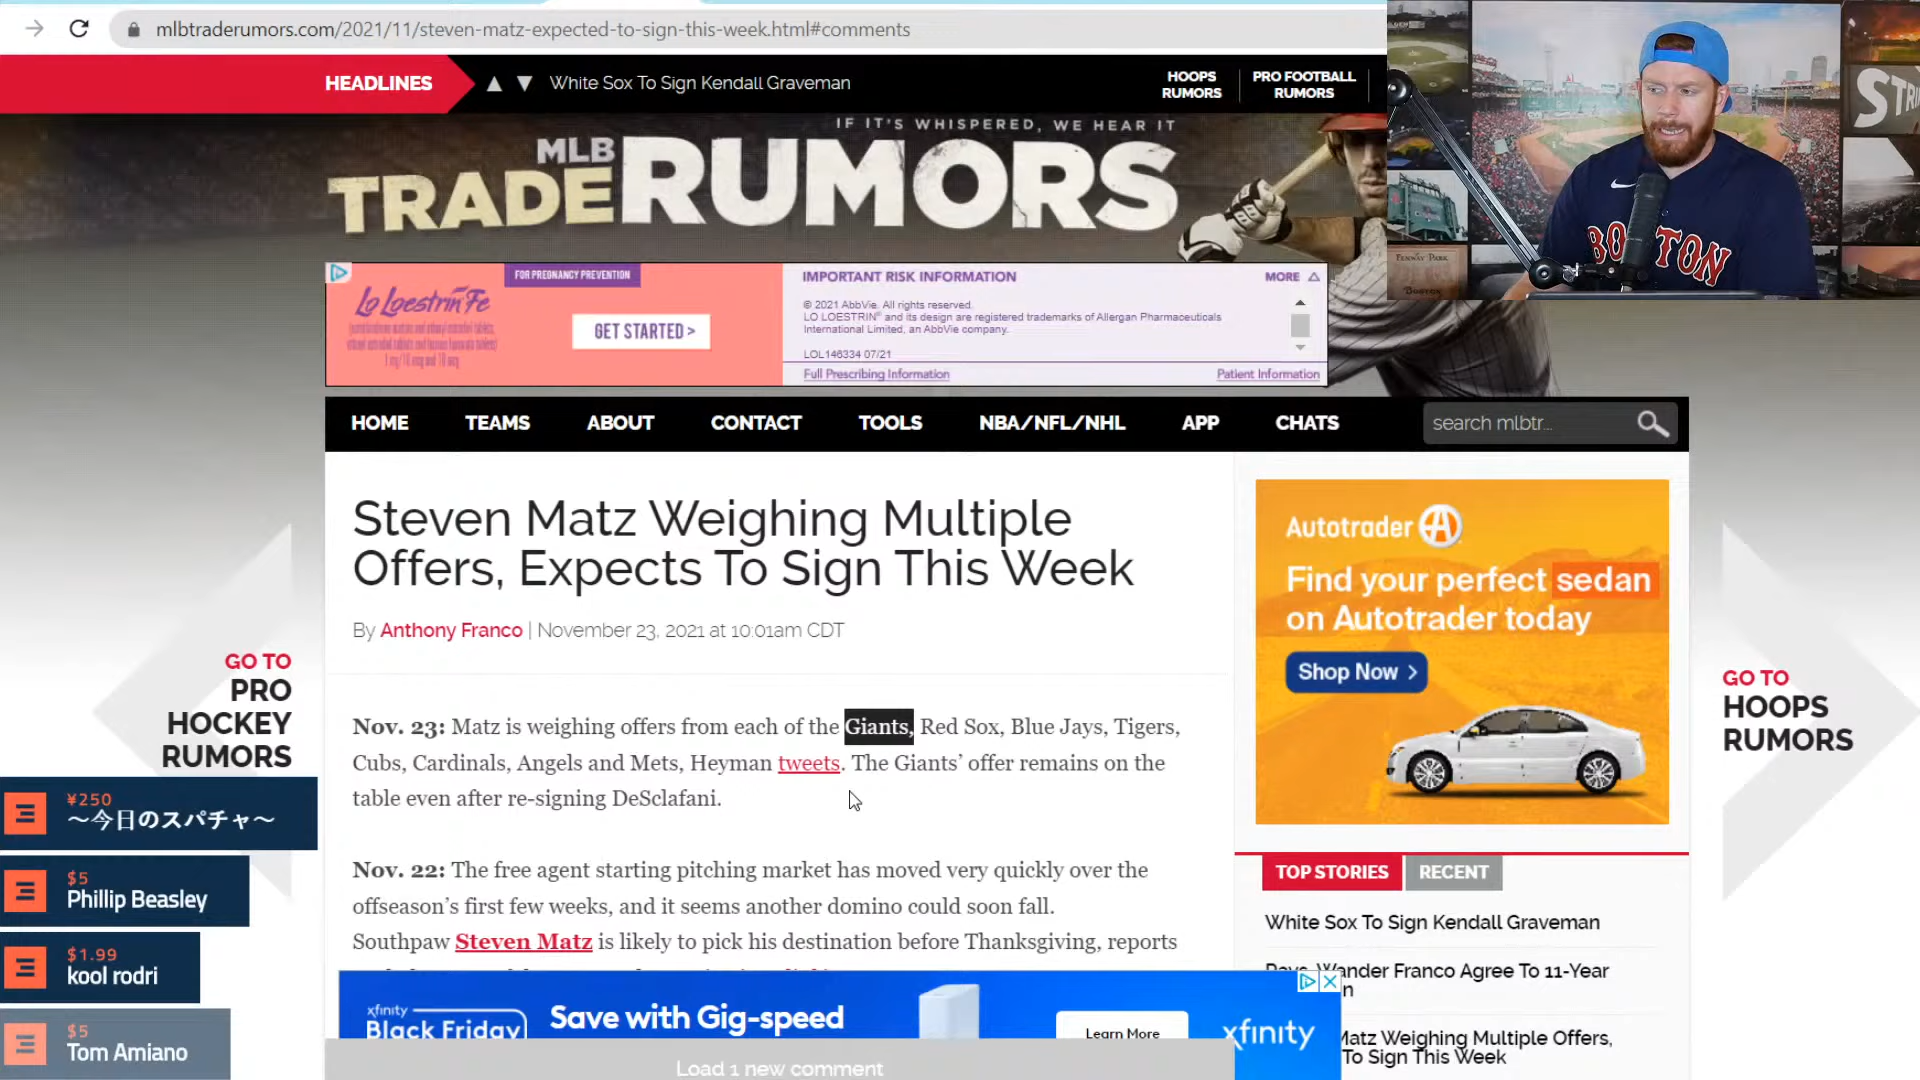 mlbtraderumors.com/2021/11/steven-matz-expected-to-sign-this-week.html#comments
HEADLINES
White Sox To Sign Kendall Graveman
HOOPS
RUMORS
PRO FOOTBALL
RUMORS
IF IT'S WHISPERED, WE HEAR IT
MLB
TRADE RUMORS
STRI
FENWAY PARK
BOSTON
FOR PREGNANCY PREVENTION
Lo Loestrin Fe
GET STARTED >
IMPORTANT RISK INFORMATION
MORE
© 2021 AbbVie. All rights reserved.
LO LOESTRIN® and its design are registered trademarks of Allergan Pharmaceuticals
International Limited, an AbbVie company.
LOL146334 07/21
Full Prescribing Information
Patient Information
HOME TEAMS ABOUT CONTACT TOOLS NBA/NFL/NHL APP CHATS
search mlbtr...
Steven Matz Weighing Multiple
Offers, Expects To Sign This Week
By Anthony Franco | November 23, 2021 at 10:01am CDT
Nov. 23: Matz is weighing offers from each of the Giants, Red Sox, Blue Jays, Tigers,
Cubs, Cardinals, Angels and Mets, Heyman tweets. The Giants’ offer remains on the
table even after re-signing DeSclafani.
Nov. 22: The free agent starting pitching market has moved very quickly over the
offseason’s first few weeks, and it seems another domino could soon fall.
Southpaw Steven Matz is likely to pick his destination before Thanksgiving, reports
Autotrader
Find your perfect sedan
on Autotrader today
Shop Now >
TOP STORIES
RECENT
White Sox To Sign Kendall Graveman
Rays, Wander Franco Agree To 11-Year
n
Matz Weighing Multiple Offers,
To Sign This Week
GO TO
PRO
HOCKEY
RUMORS
GO TO
HOOPS
RUMORS
¥250
～今日のスパチャ～
$5
Phillip Beasley
$1.99
kool rodri
$5
Tom Amiano
xfinity
Black Friday
Save with Gig-speed
Learn More
xfinity
Load 1 new comment